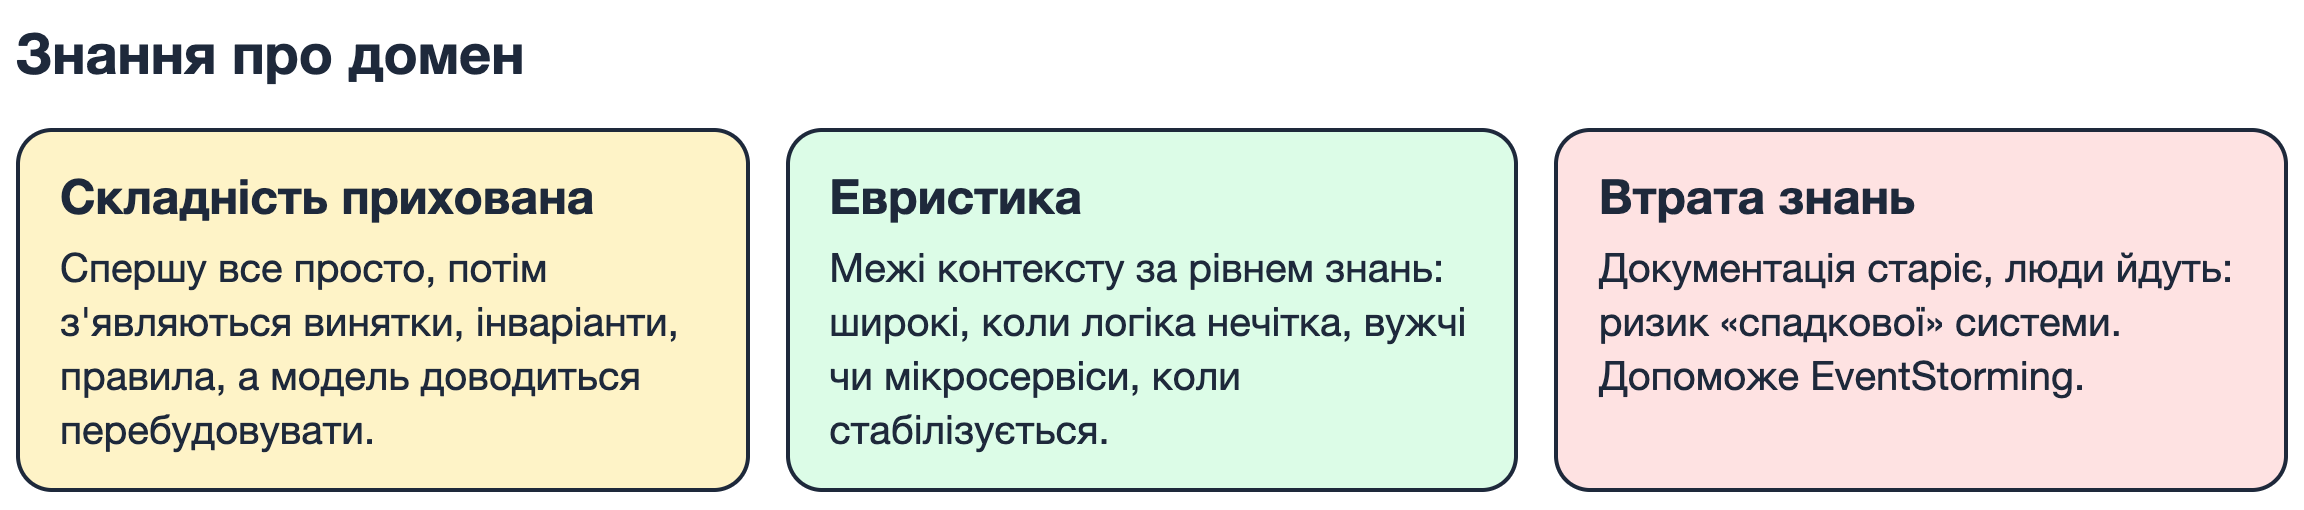 Знання про домен
Складність прихована
Спершу все просто, потім
з'являються винятки, інваріанти,
правила, а модель доводиться
перебудовувати.
Евристика
Межі контексту за рівнем знань:
широкі, коли логіка нечітка, вужчі
чи мікросервіси, коли
стабілізується.
Втрата знань
Документація старіє, люди йдуть:
ризик «спадкової» системи.
Допоможе EventStorming.